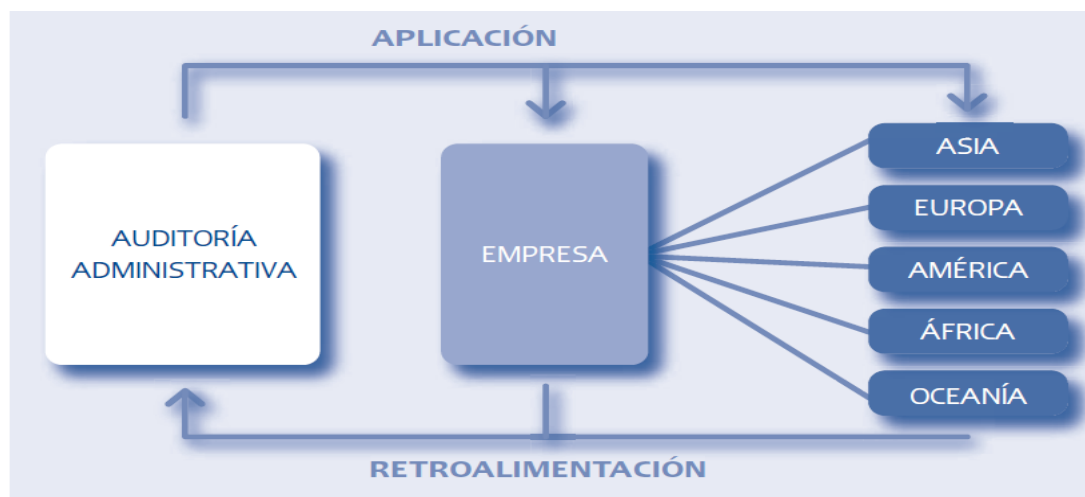 APLICACIÓN
AUDITORÍA
ADMINISTRATIVA
EMPRESA
ASIA
EUROPA
AMÉRICA
ÁFRICA
OCEANÍA
RETROALIMENTACIÓN